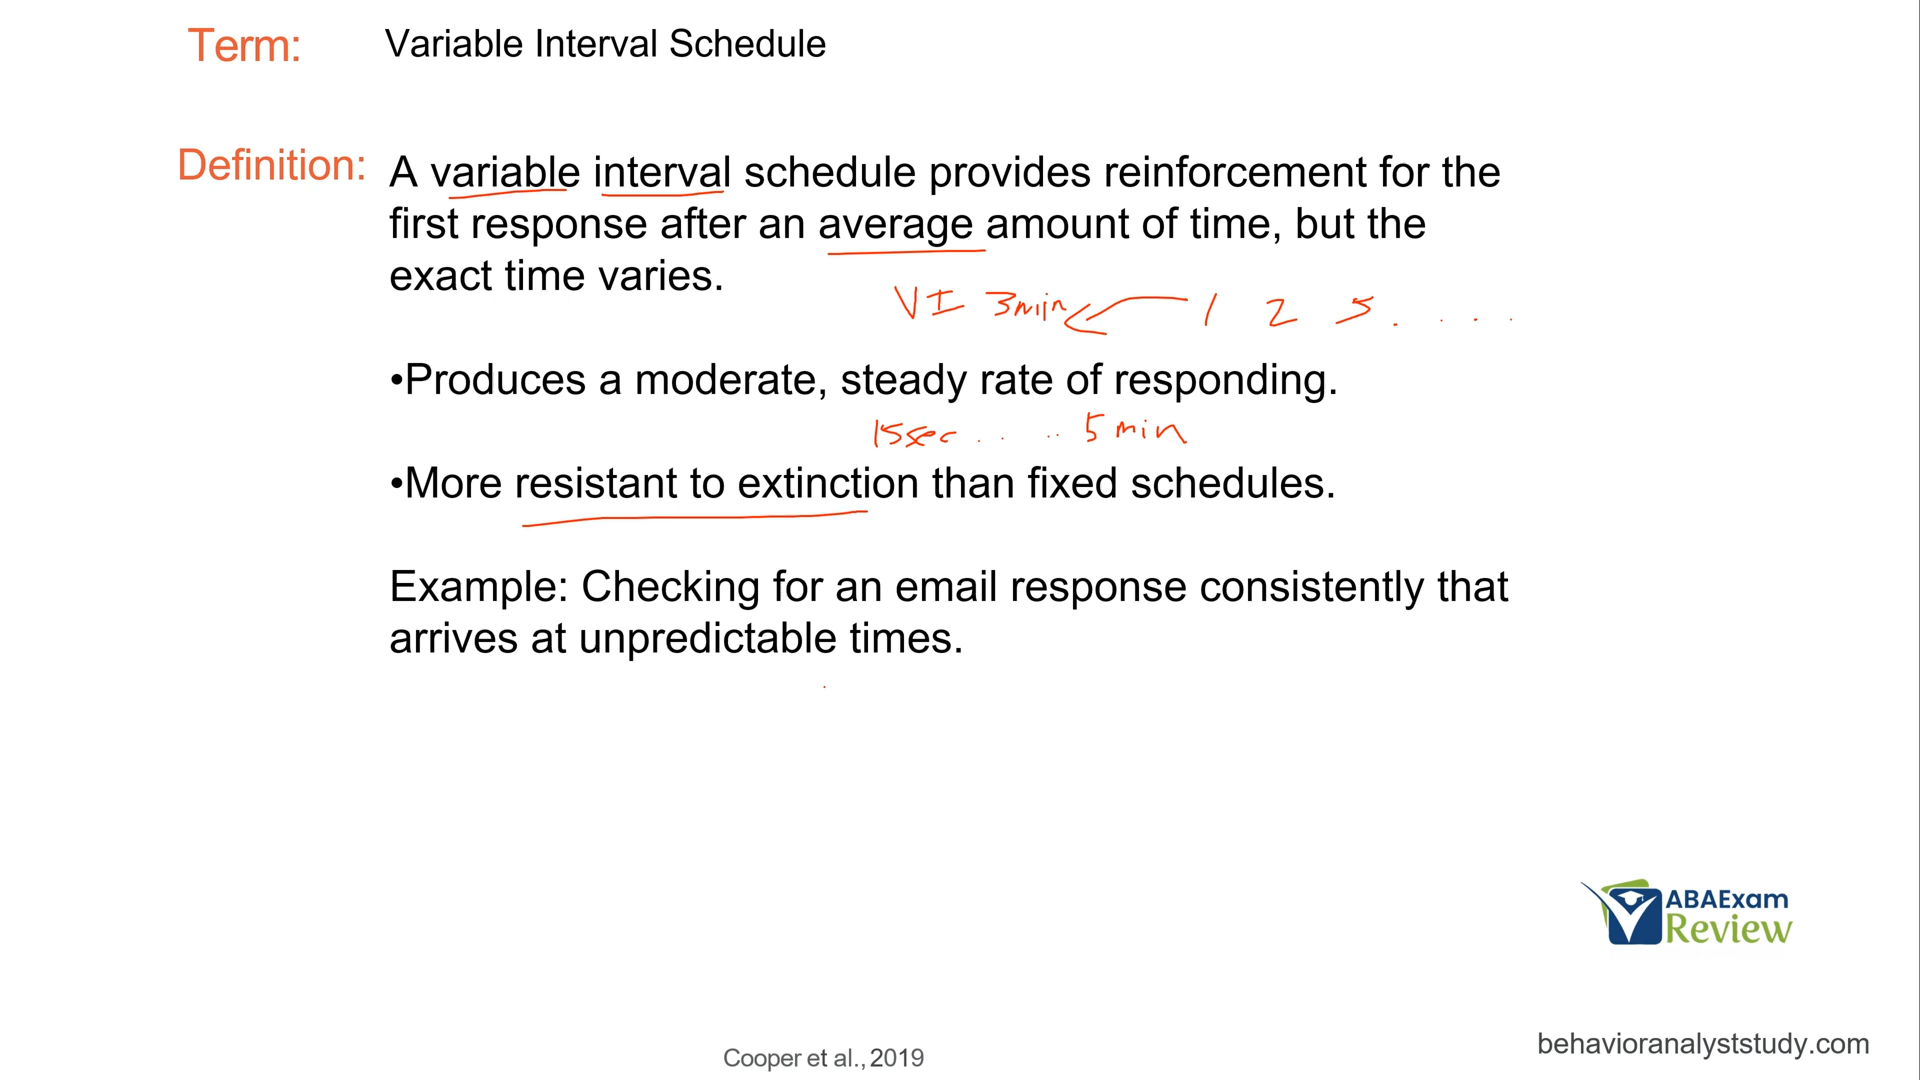 Term: Variable Interval Schedule
Definition: A variable interval schedule provides reinforcement for the
first response after an average amount of time, but the
exact time varies.
VI 3min 1 2 5 . . . .
•Produces a moderate, steady rate of responding.
15sec . . . . 5 min
•More resistant to extinction than fixed schedules.
Example: Checking for an email response consistently that
arrives at unpredictable times.
ABAExam
Review
Cooper et al., 2019
behavioranalyststudy.com